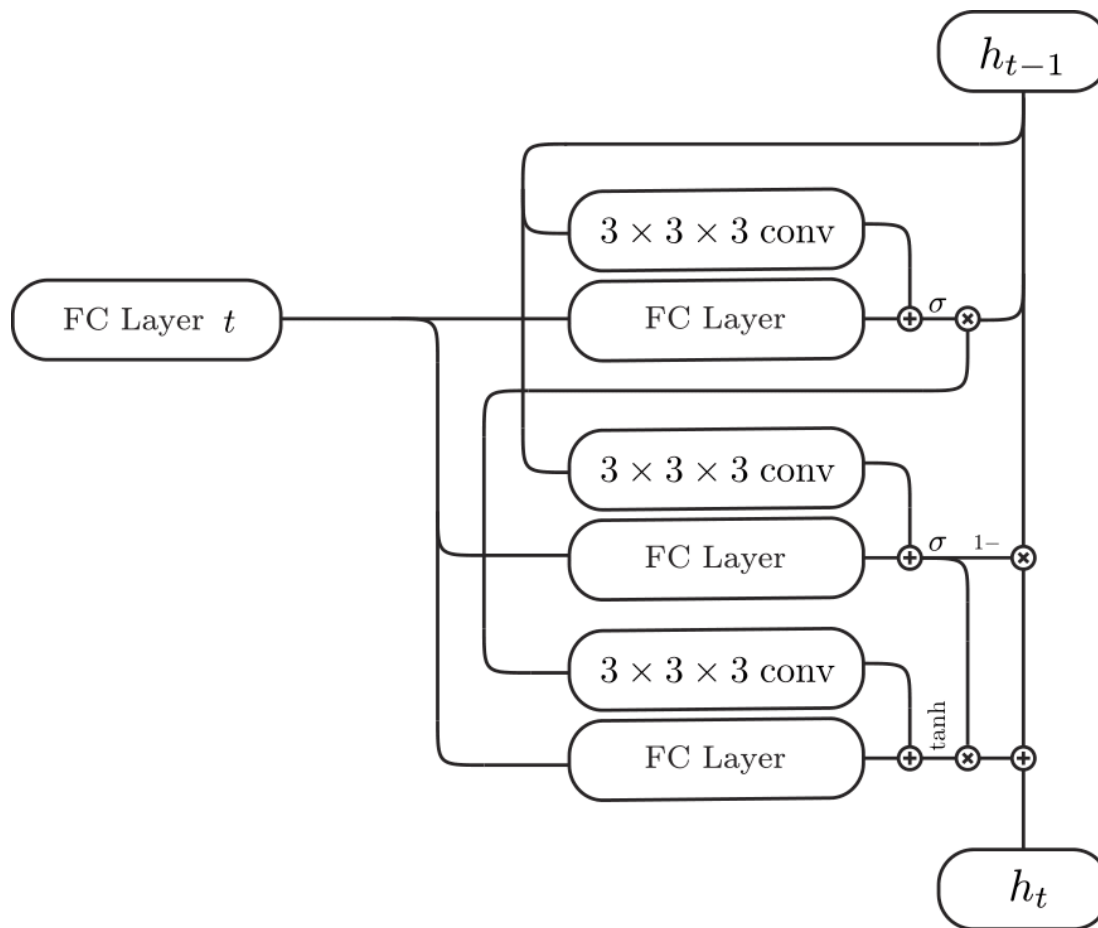 h_{t-1}
3 × 3 × 3 conv
FC Layer t
FC Layer
σ
3 × 3 × 3 conv
FC Layer
σ
1−
3 × 3 × 3 conv
tanh
FC Layer
h_t